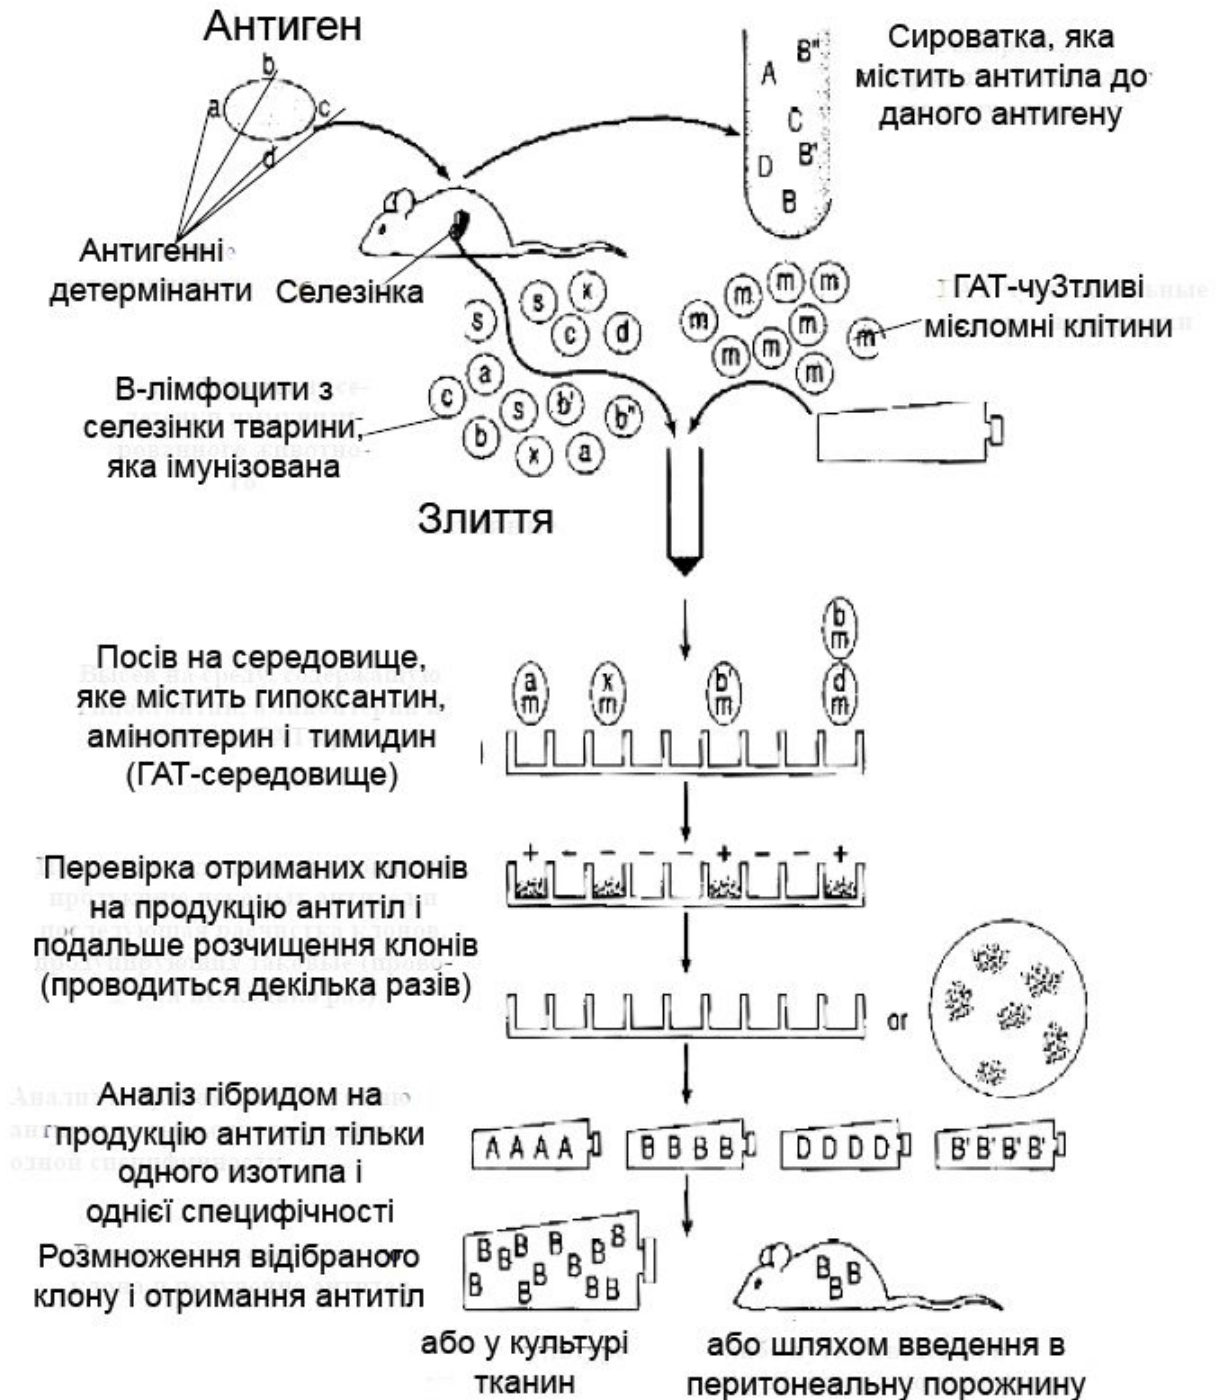 Антиген
a
b
c
d
Антигенні
детермінанти
Селезінка
Сироватка, яка
містить антитіла до
даного антигену
A B"
C
D B'
B
ГАТ-чуЗтливі
мієломні клітини
m m m
m m
m m m m
m
В-лімфоцити з
селезінки тварини,
яка імунізована
s s x
c d
a
c s b' b"
b x a
Злиття
Посів на середовище,
яке містить гипоксантин,
аміноптерин і тимидин
(ГАТ-середовище)
b
m
a x b' d
m m m m
Перевірка отриманих клонів
на продукцію антитіл і
подальше розчищення клонів
(проводиться декілька разів)
+ - - - - + - - +
or
Аналіз гібридом на
продукцію антитіл тільки
одного изотипа і
однієї специфічності
A A A A
B B B B
D D D D
B' B' B' B'
Розмноження відібраного
клону і отримання антитіл
B B B B B B
B B B B B
B B B
або у культурі
тканин
або шляхом введення в
перитонеальну порожнину